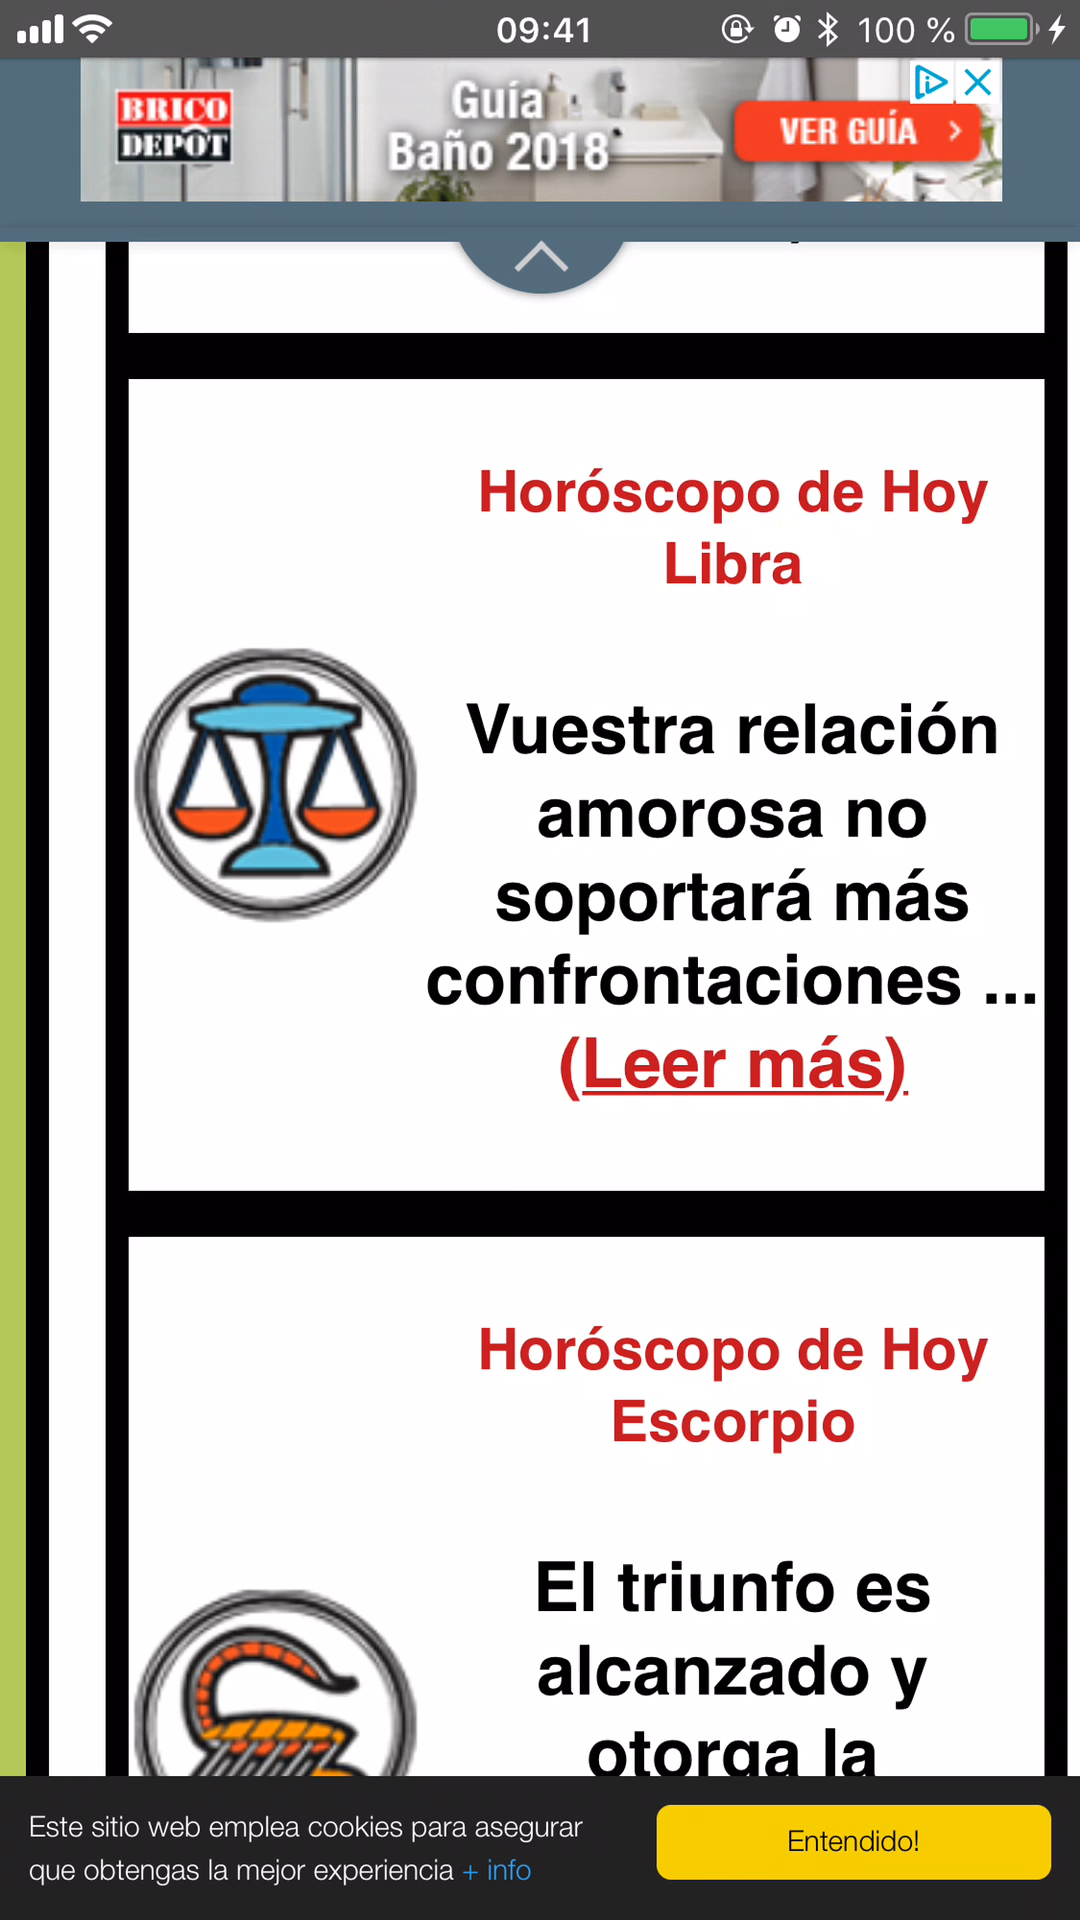 09:41
100 %
BRICO
DEPÔT
Guía
Baño 2018
VER GUÍA
Horóscopo de Hoy
Libra
Vuestra relación
amorosa no
soportará más
confrontaciones ...
(Leer más)
Horóscopo de Hoy
Escorpio
El triunfo es
alcanzado y
otorga la
Este sitio web emplea cookies para asegurar
que obtengas la mejor experiencia + info
Entendido!